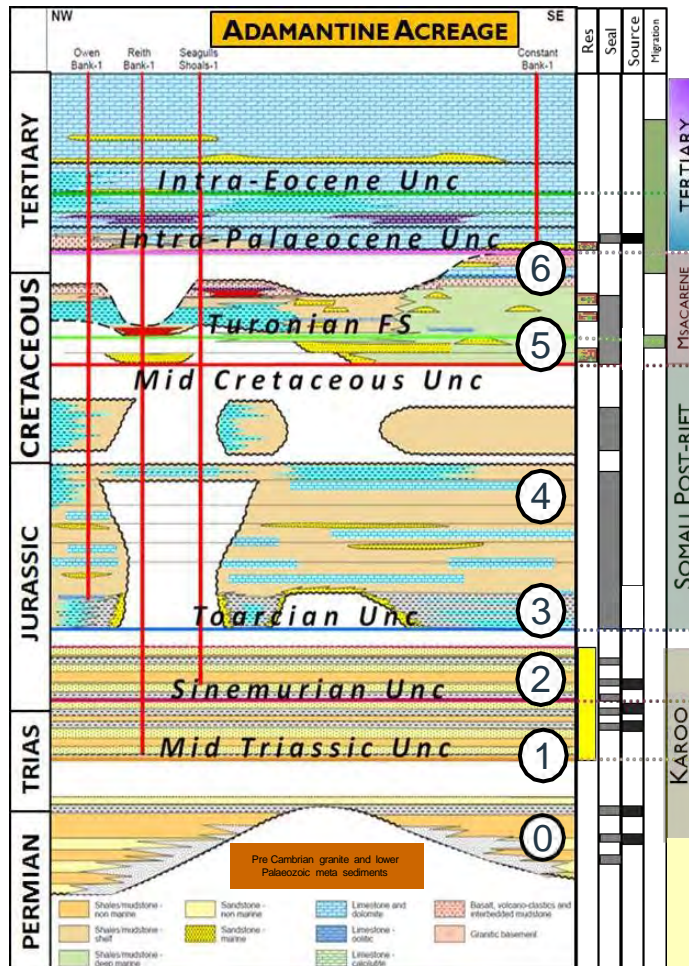 NW
SE
ADAMANTINE ACREAGE
Owen
Bank-1
Reith
Bank-1
Seagulls
Shoals-1
Constant
Bank-1
Res
Seal
Source
Migration
TERTIARY
CRETACEOUS
JURASSIC
TRIAS
PERMIAN
Intra-Eocene Unc
Intra-Palaeocene Unc
6
Turonian FS
5
Mid Cretaceous Unc
4
Toarcian Unc
3
Sinemurian Unc
2
Mid Triassic Unc
1
0
Pre Cambrian granite and lower
Palaeozoic meta sediments
TERTIARY
MSACARENE
SOMALI POST-RIFT
KAROO
Shales/mudstone -
non marine
Sandstone -
non marine
Limestone and
dolomite
Basalt, volcano-clastics and
interbedded mudstone
Shales/mudstone -
shelf
Sandstone -
marine
Limestone -
oolitic
Granitic basement
Shales/mudstone -
deep marine
Limestone -
calcilutite